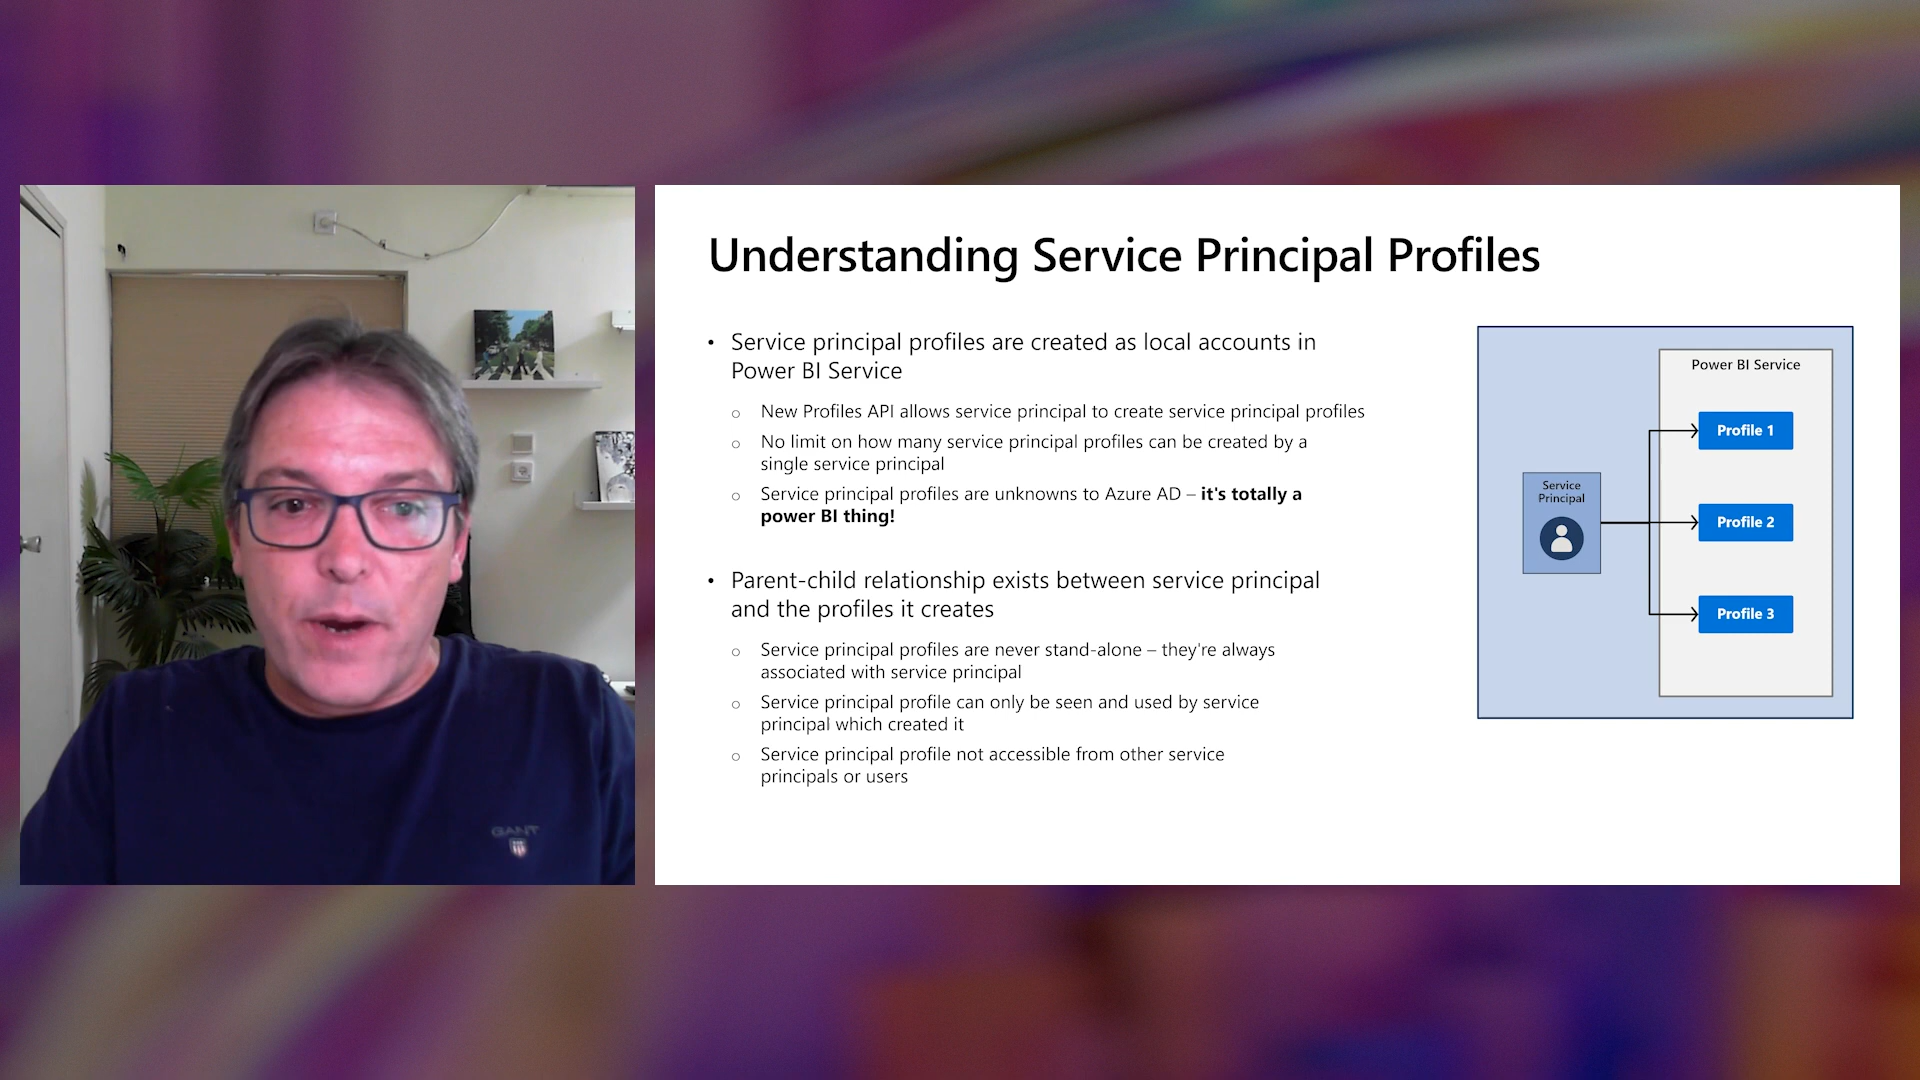 Understanding Service Principal Profiles
• Service principal profiles are created as local accounts in
Power BI Service
o New Profiles API allows service principal to create service principal profiles
o No limit on how many service principal profiles can be created by a
single service principal
o Service principal profiles are unknowns to Azure AD – it's totally a
power BI thing!
• Parent-child relationship exists between service principal
and the profiles it creates
o Service principal profiles are never stand-alone – they're always
associated with service principal
o Service principal profile can only be seen and used by service
principal which created it
o Service principal profile not accessible from other service
principals or users
Power BI Service
Service
Principal
Profile 1
Profile 2
Profile 3
GANT